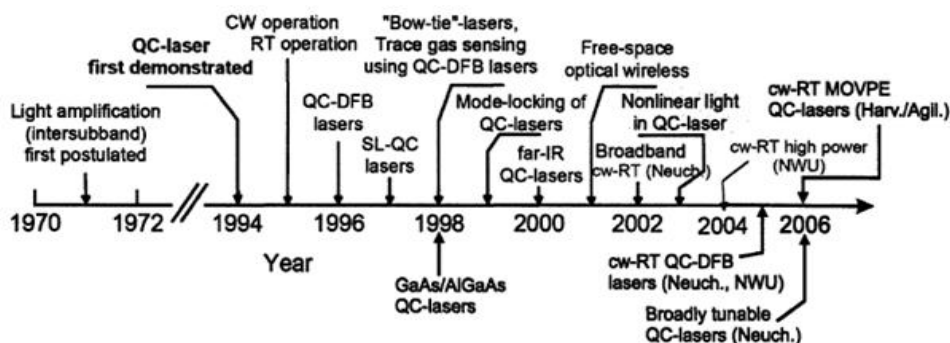 QC-laser
first demonstrated
CW operation
RT operation
"Bow-tie"-lasers,
Trace gas sensing
using QC-DFB lasers
Free-space
optical wireless
cw-RT MOVPE
QC-lasers (Harv./Agil.)
Light amplification
(intersubband)
first postulated
QC-DFB
lasers
SL-QC
lasers
Mode-locking of
QC-lasers
far-IR
QC-lasers
Nonlinear light
in QC-laser
Broadband
cw-RT (Neuch.)
cw-RT high power
(NWU)
1970
1972
1994
1996
1998
2000
2002
2004
2006
Year
GaAs/AlGaAs
QC-lasers
cw-RT QC-DFB
lasers (Neuch., NWU)
Broadly tunable
QC-lasers (Neuch.)